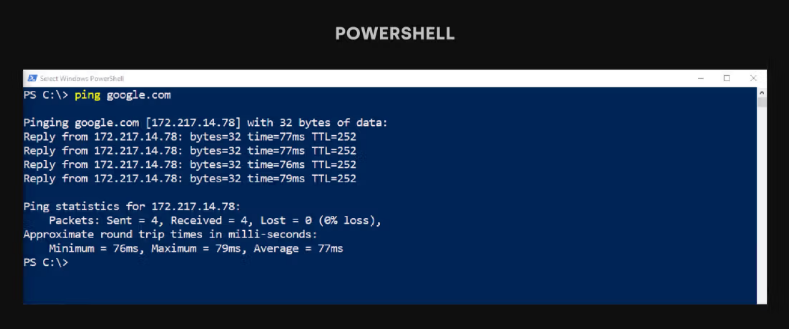 POWERSHELL
Select Windows PowerShell
PS C:\> ping google.com
Pinging google.com [172.217.14.78] with 32 bytes of data:
Reply from 172.217.14.78: bytes=32 time=77ms TTL=252
Reply from 172.217.14.78: bytes=32 time=77ms TTL=252
Reply from 172.217.14.78: bytes=32 time=76ms TTL=252
Reply from 172.217.14.78: bytes=32 time=79ms TTL=252
Ping statistics for 172.217.14.78:
    Packets: Sent = 4, Received = 4, Lost = 0 (0% loss),
Approximate round trip times in milli-seconds:
    Minimum = 76ms, Maximum = 79ms, Average = 77ms
PS C:\>